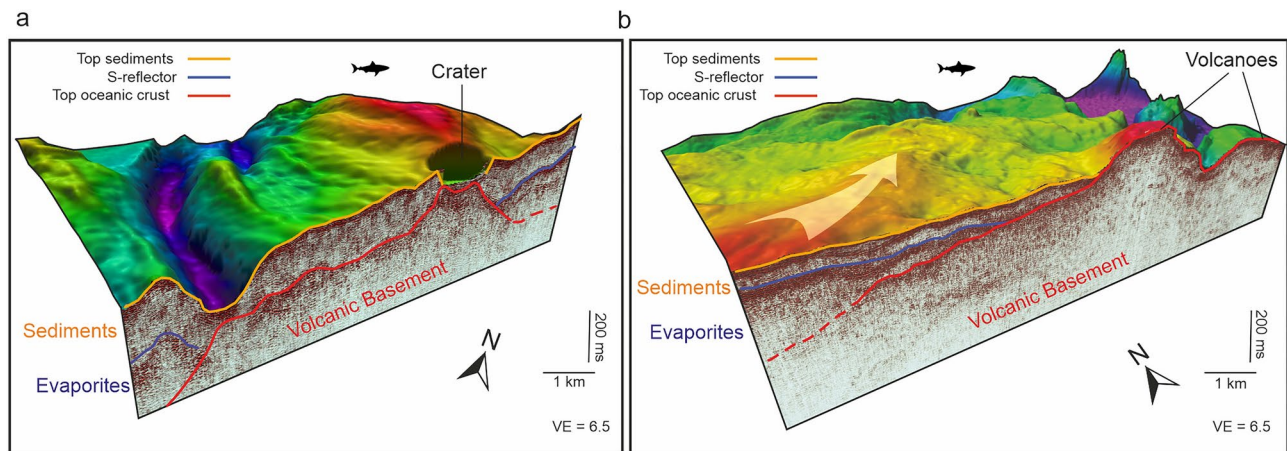 a
Top sediments
S-reflector
Top oceanic crust
Crater
Sediments
Evaporites
Volcanic Basement
N
200 ms
1 km
VE = 6.5
b
Top sediments
S-reflector
Top oceanic crust
Volcanoes
Sediments
Evaporites
Volcanic Basement
N
200 ms
1 km
VE = 6.5